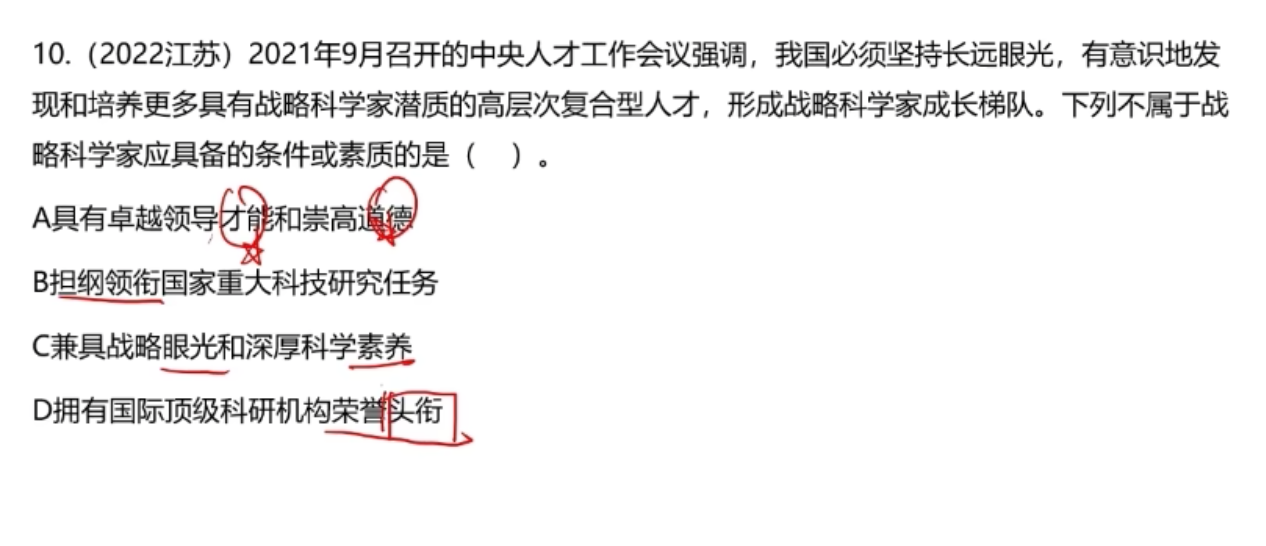 10.（2022江苏）2021年9月召开的中央人才工作会议强调，我国必须坚持长远眼光，有意识地发
现和培养更多具有战略科学家潜质的高层次复合型人才，形成战略科学家成长梯队。下列不属于战
略科学家应具备的条件或素质的是（ ）。
A具有卓越领导才能和崇高道德
B担纲领衔国家重大科技研究任务
C兼具战略眼光和深厚科学素养
D拥有国际顶级科研机构荣誉头衔